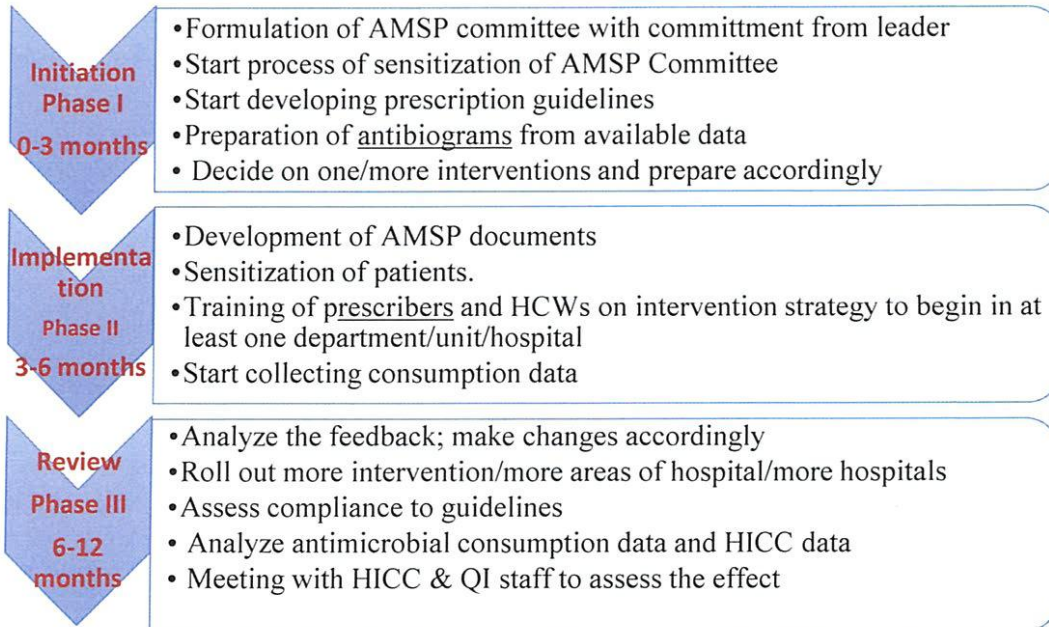 Initiation
Phase I
0-3 months
•Formulation of AMSP committee with committment from leader
•Start process of sensitization of AMSP Committee
•Start developing prescription guidelines
•Preparation of antibiograms from available data
• Decide on one/more interventions and prepare accordingly
Implementa
tion
Phase II
3-6 months
•Development of AMSP documents
•Sensitization of patients.
•Training of prescribers and HCWs on intervention strategy to begin in at
least one department/unit/hospital
•Start collecting consumption data
Review
Phase III
6-12
months
•Analyze the feedback; make changes accordingly
•Roll out more intervention/more areas of hospital/more hospitals
•Assess compliance to guidelines
• Analyze antimicrobial consumption data and HICC data
• Meeting with HICC & QI staff to assess the effect